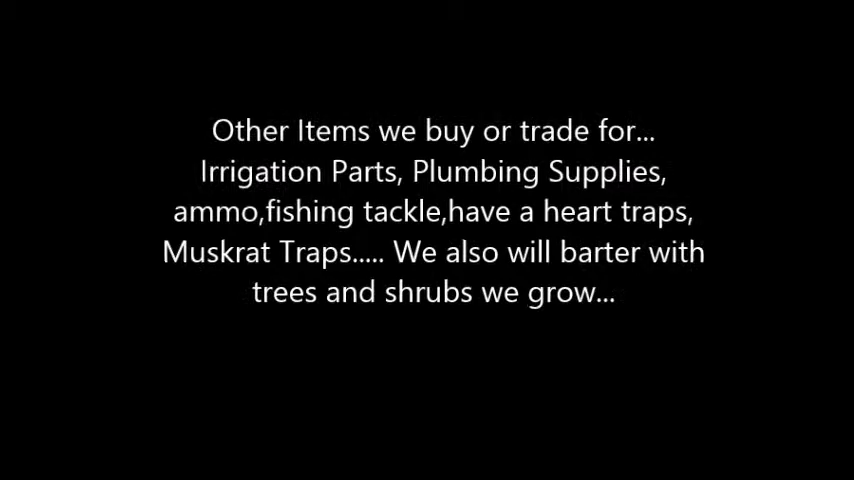 Other Items we buy or trade for...
Irrigation Parts, Plumbing Supplies,
ammo,fishing tackle,have a heart traps,
Muskrat Traps..... We also will barter with
trees and shrubs we grow...